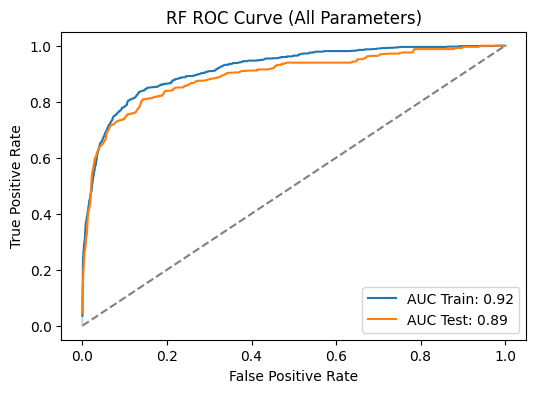 RF ROC Curve (All Parameters)
True Positive Rate
1.0
0.8
0.6
0.4
0.2
0.0
AUC Train: 0.92
AUC Test: 0.89
0.0 0.2 0.4 0.6 0.8 1.0
False Positive Rate